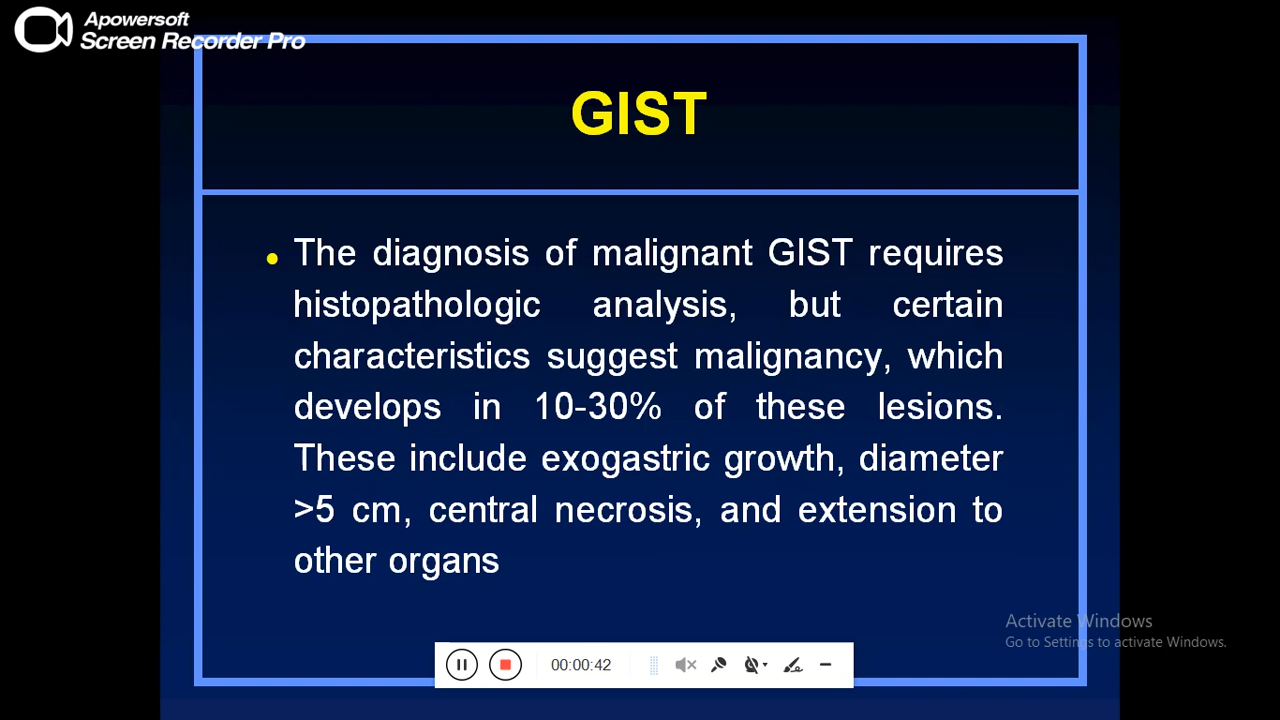 Apowersoft
Screen Recorder Pro
GIST
• The diagnosis of malignant GIST requires
histopathologic analysis, but certain
characteristics suggest malignancy, which
develops in 10-30% of these lesions.
These include exogastric growth, diameter
>5 cm, central necrosis, and extension to
other organs
Activate Windows
Go to Settings to activate Windows.
00:00:42